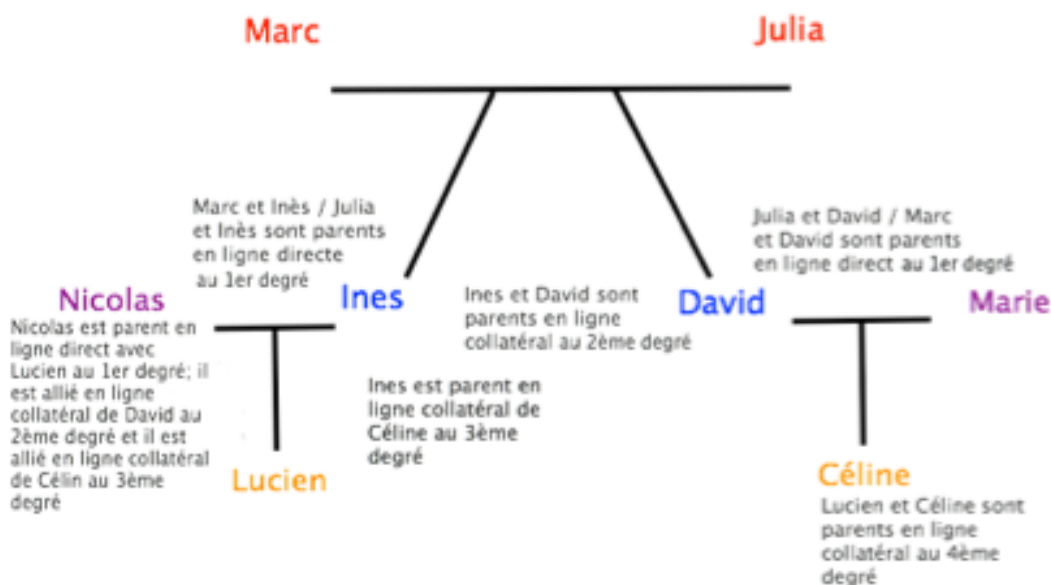 Marc
Julia
Marc et Inès / Julia
et Inès sont parents
en ligne directe
au 1er degré
Julia et David / Marc
et David sont parents
en ligne direct au 1er degré
Nicolas
Ines
David
Marie
Nicolas est parent en
ligne direct avec
Lucien au 1er degré; il
est allié en ligne
collatéral de David au
2ème degré et il est
allié en ligne collatéral
de Célin au 3ème
degré
Ines et David sont
parents en ligne
collatéral au 2ème degré
Ines est parent en
ligne collatéral de
Céline au 3ème
degré
Lucien
Céline
Lucien et Céline sont
parents en ligne
collatéral au 4ème
degré